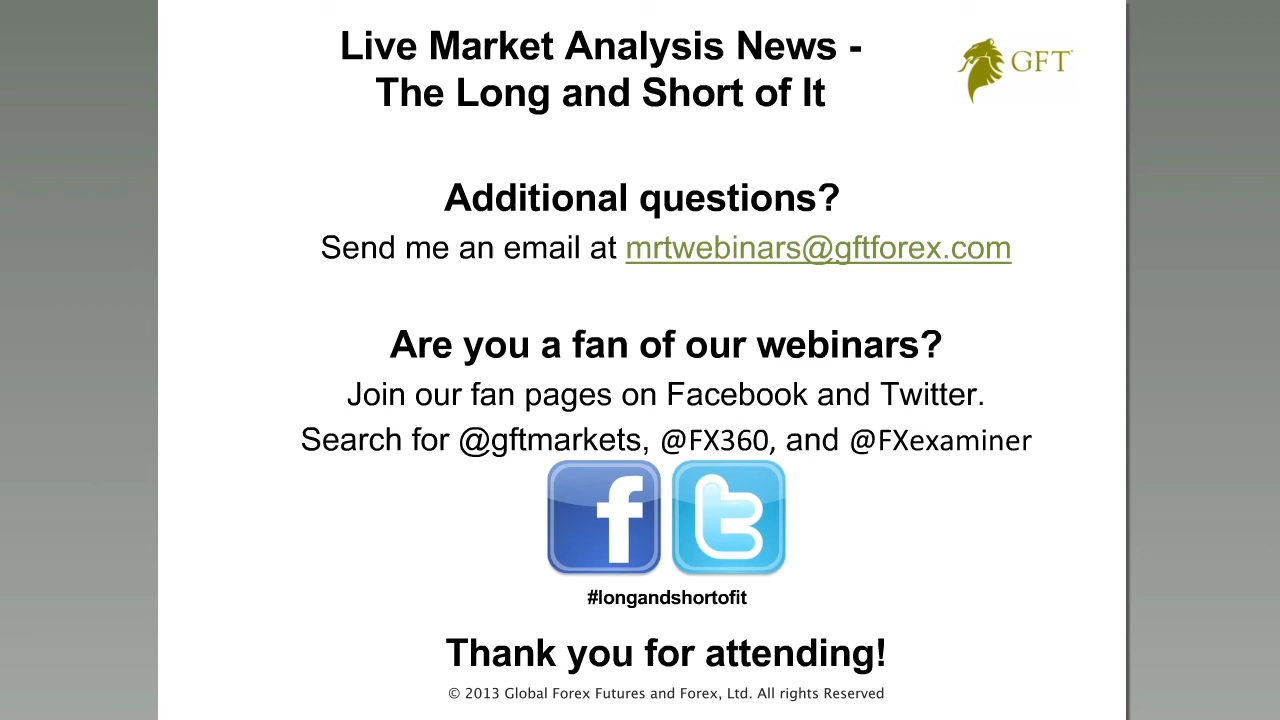 Live Market Analysis News -
The Long and Short of It
GFT
Additional questions?
Send me an email at mrtwebinars@gftforex.com
Are you a fan of our webinars?
Join our fan pages on Facebook and Twitter.
Search for @gftmarkets, @FX360, and @FXexaminer
f t
#longandshortofit
Thank you for attending!
© 2013 Global Forex Futures and Forex, Ltd. All rights Reserved